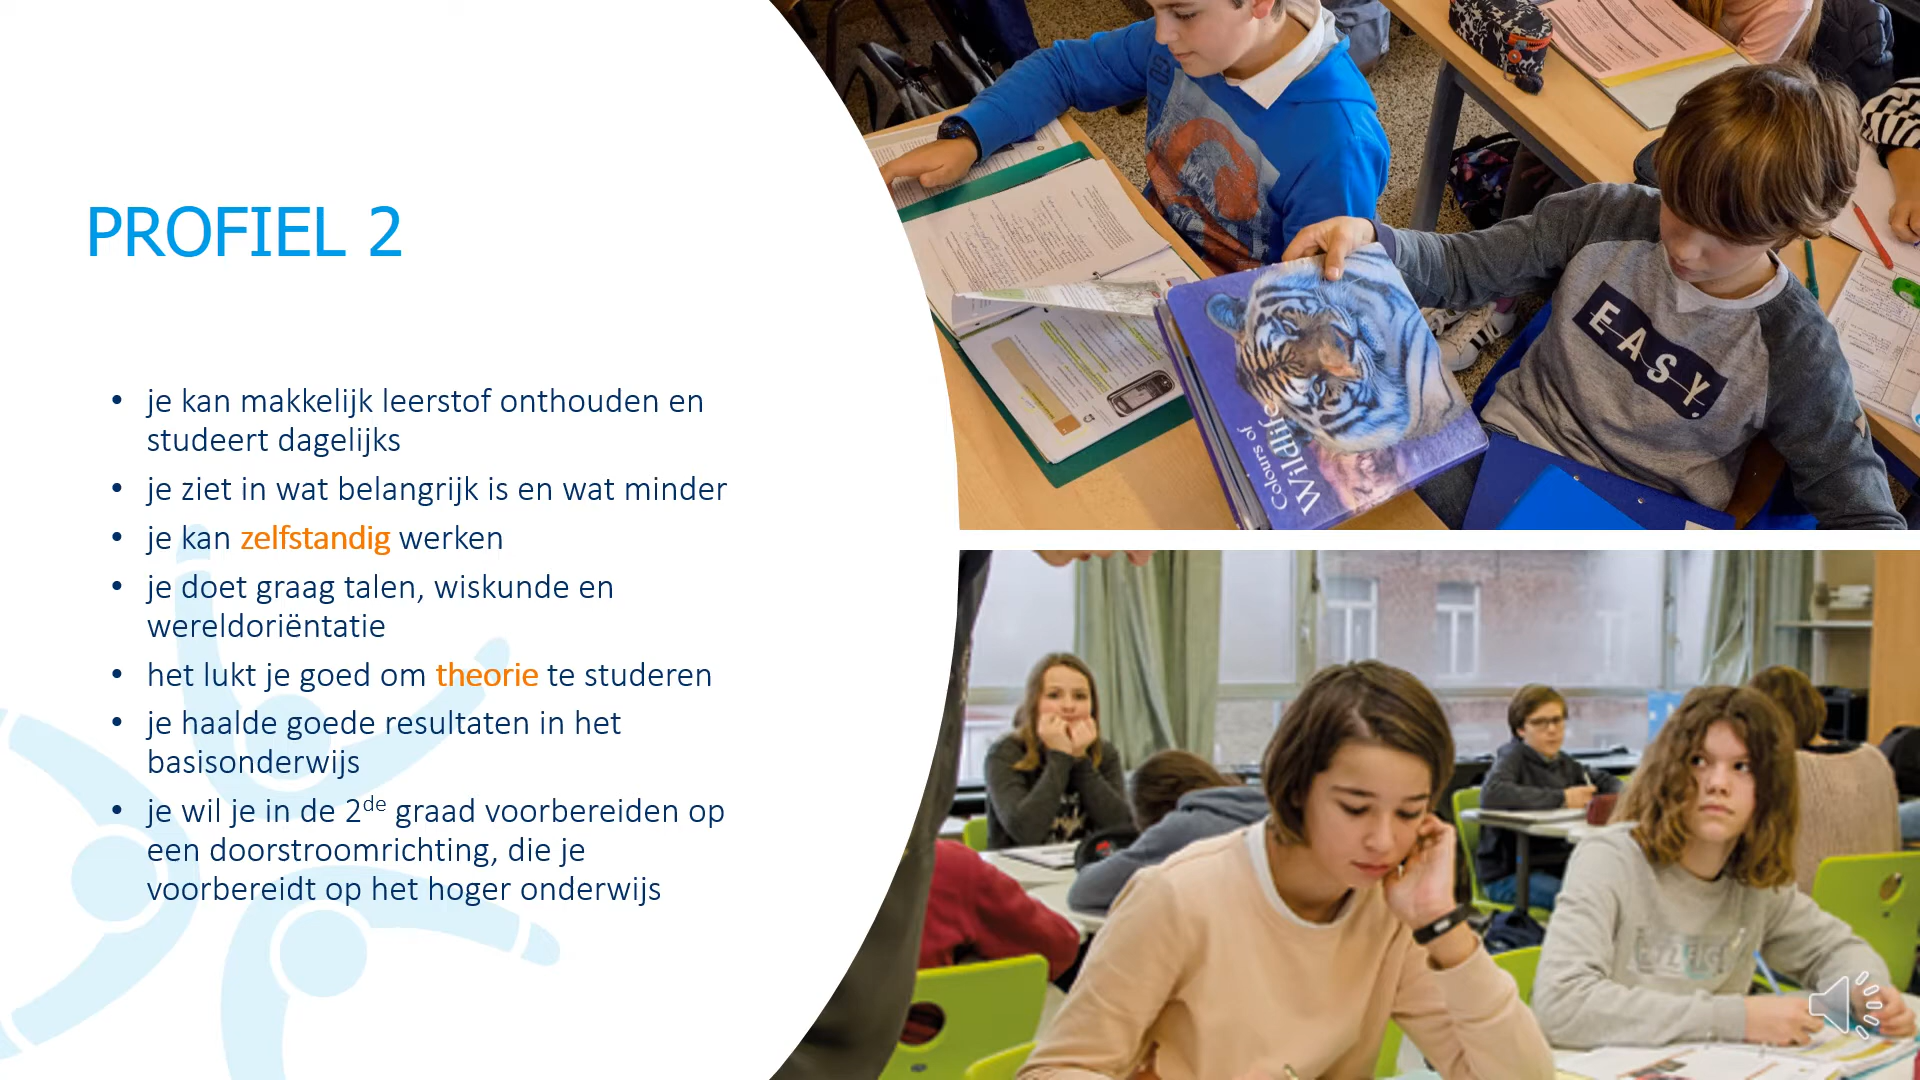 PROFIEL 2
• je kan makkelijk leerstof onthouden en
studeert dagelijks
• je ziet in wat belangrijk is en wat minder
• je kan zelfstandig werken
• je doet graag talen, wiskunde en
wereldoriëntatie
• het lukt je goed om theorie te studeren
• je haalde goede resultaten in het
basisonderwijs
• je wil je in de 2de graad voorbereiden op
een doorstroomrichting, die je
voorbereidt op het hoger onderwijs
EASY.
Colours of
Wildlife